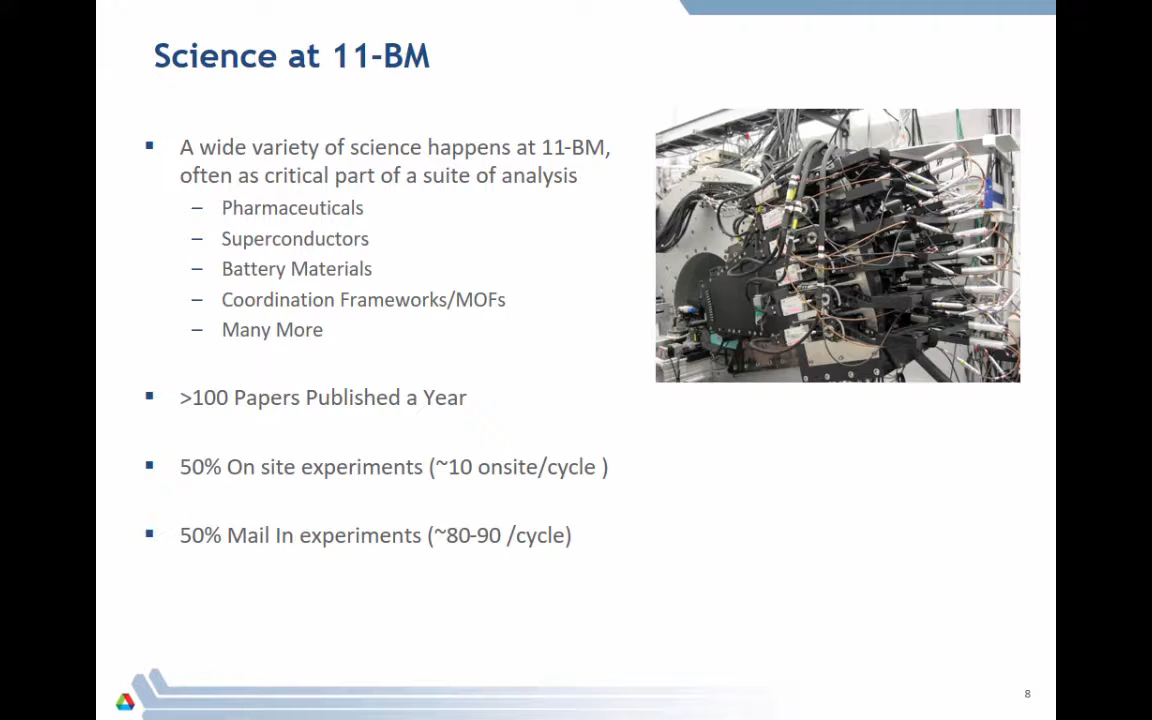 Science at 11-BM
▪ A wide variety of science happens at 11-BM,
often as critical part of a suite of analysis
– Pharmaceuticals
– Superconductors
– Battery Materials
– Coordination Frameworks/MOFs
– Many More
▪ >100 Papers Published a Year
▪ 50% On site experiments (~10 onsite/cycle )
▪ 50% Mail In experiments (~80-90 /cycle)
8